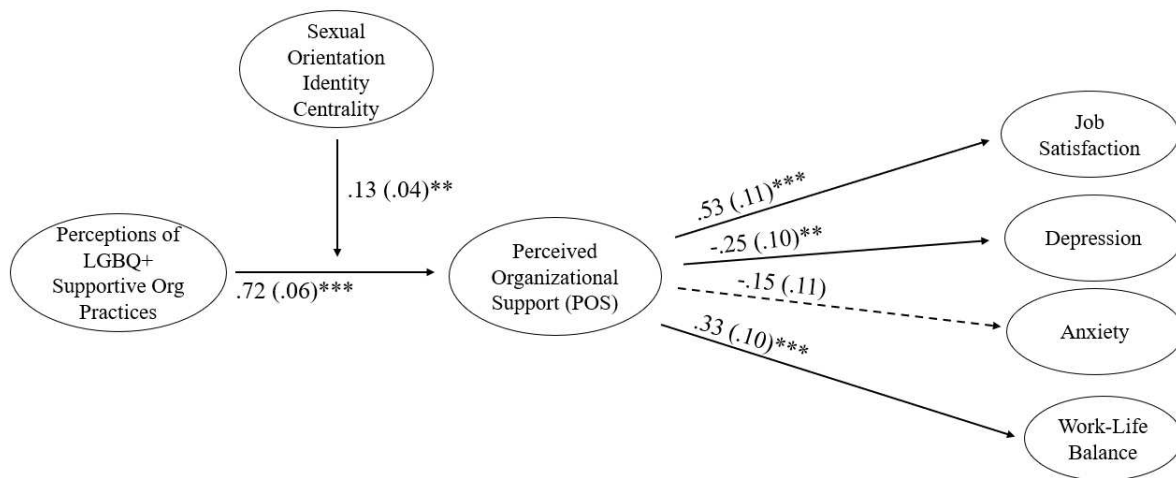 Sexual
Orientation
Identity
Centrality
.13 (.04)**
Perceptions of
LGBQ+
Supportive Org
Practices
.72 (.06)***
Perceived
Organizational
Support (POS)
.53 (.11)***
-.25 (.10)**
-.15 (.11)
.33 (.10)***
Job
Satisfaction
Depression
Anxiety
Work-Life
Balance